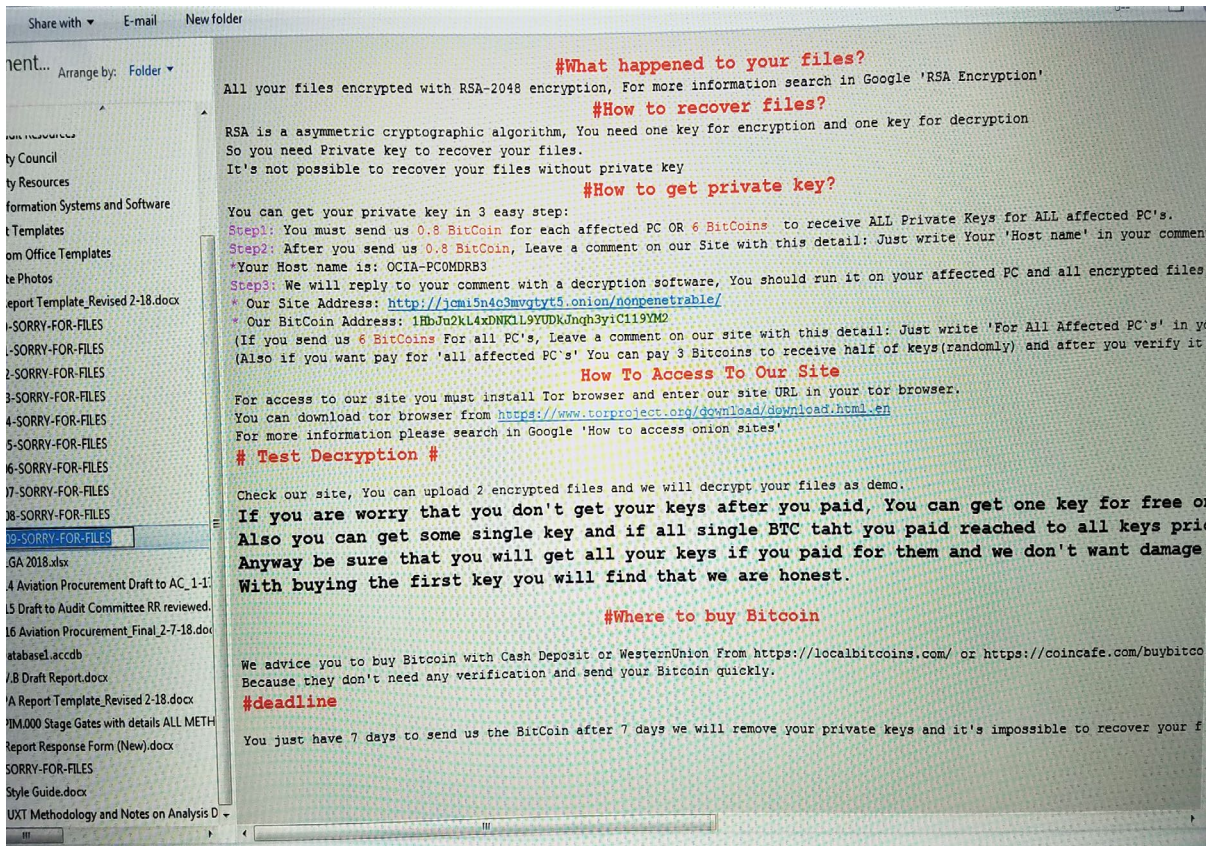 Share with E-mail New folder
Arrange by: Folder
ty Council
ty Resources
formation Systems and Software
t Templates
om Office Templates
te Photos
eport Template_Revised 2-18.docx
-SORRY-FOR-FILES
1-SORRY-FOR-FILES
2-SORRY-FOR-FILES
3-SORRY-FOR-FILES
4-SORRY-FOR-FILES
5-SORRY-FOR-FILES
06-SORRY-FOR-FILES
07-SORRY-FOR-FILES
08-SORRY-FOR-FILES
09-SORRY-FOR-FILES
GA 2018.xlsx
.4 Aviation Procurement Draft to AC_1-1
.5 Draft to Audit Committee RR reviewed.
16 Aviation Procurement_Final_2-7-18.do
atabase1.accdb
.B Draft Report.docx
A Report Template_Revised 2-18.docx
PIM.000 Stage Gates with details ALL METH
Report Response Form (New).docx
SORRY-FOR-FILES
Style Guide.docx
UXT Methodology and Notes on Analysis D
#What happened to your files?
All your files encrypted with RSA-2048 encryption, For more information search in Google 'RSA Encryption'
#How to recover files?
RSA is a asymmetric cryptographic algorithm, You need one key for encryption and one key for decryption
So you need Private key to recover your files.
It's not possible to recover your files without private key
#How to get private key?
You can get your private key in 3 easy step:
Step1: You must send us 0.8 BitCoin for each affected PC OR 6 BitCoins to receive ALL Private Keys for ALL affected PC's.
Step2: After you send us 0.8 BitCoin, Leave a comment on our Site with this detail: Just write Your 'Host name' in your commen
*Your Host name is: OCIA-PC0MDRB3
Step3: We will reply to your comment with a decryption software, You should run it on your affected PC and all encrypted files
* Our Site Address: http://jcmi5n4c3mvgtyt5.onion/nonpenetrable/
* Our BitCoin Address: 1HbJu2kL4xDNK1L9YUDkJnqh3yiC119YM2
(If you send us 6 BitCoins For all PC's, Leave a comment on our site with this detail: Just write 'For All Affected PC`s' in yo
(Also if you want pay for 'all affected PC`s' You can pay 3 Bitcoins to receive half of keys(randomly) and after you verify it
How To Access To Our Site
For access to our site you must install Tor browser and enter our site URL in your tor browser.
You can download tor browser from https://www.torproject.org/download/download.html.en
For more information please search in Google 'How to access onion sites'
# Test Decryption #
Check our site, You can upload 2 encrypted files and we will decrypt your files as demo.
If you are worry that you don't get your keys after you paid, You can get one key for free o
Also you can get some single key and if all single BTC taht you paid reached to all keys pric
Anyway be sure that you will get all your keys if you paid for them and we don't want damage
With buying the first key you will find that we are honest.
#Where to buy Bitcoin
We advice you to buy Bitcoin with Cash Deposit or WesternUnion From https://localbitcoins.com/ or https://coincafe.com/buybitco
Because they don't need any verification and send your Bitcoin quickly.
#deadline
You just have 7 days to send us the BitCoin after 7 days we will remove your private keys and it's impossible to recover your f